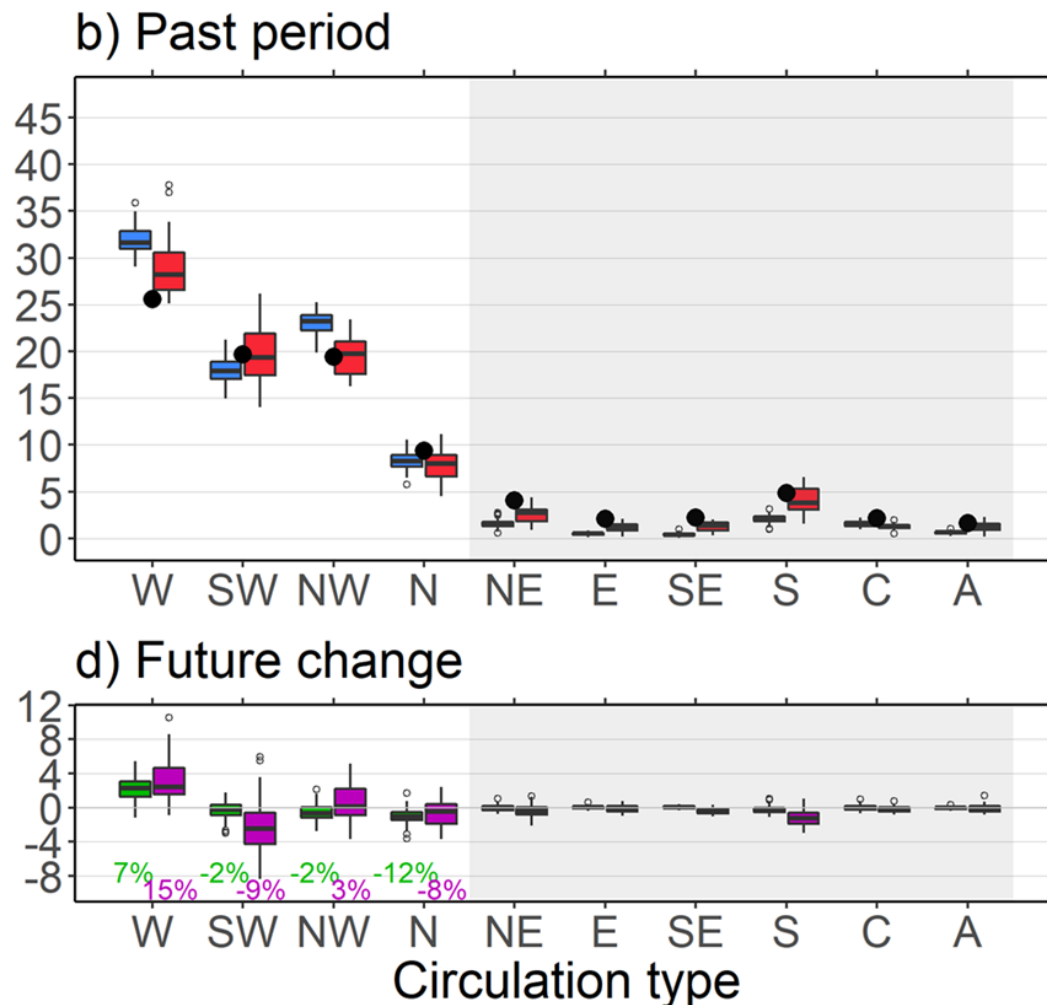 b) Past period
45
40
35
30
25
20
15
10
5
0
W SW NW N NE E SE S C A
d) Future change
12
8
4
0
-4
-8
7% -2% -2% -12%
15% -9% 3% -8%
W SW NW N NE E SE S C A
Circulation type